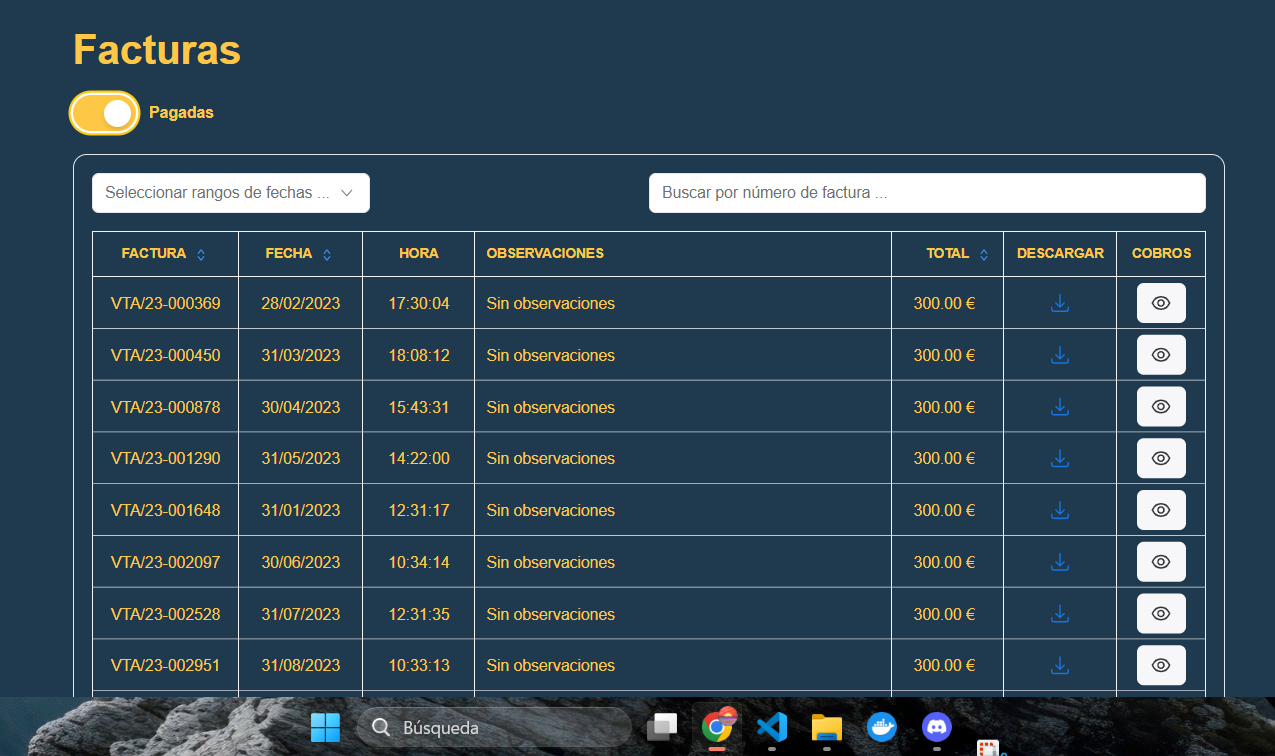 Facturas
Pagadas
Seleccionar rangos de fechas ... Buscar por número de factura ...
FACTURA FECHA HORA OBSERVACIONES TOTAL DESCARGAR COBROS
VTA/23-000369 28/02/2023 17:30:04 Sin observaciones 300.00 €
VTA/23-000450 31/03/2023 18:08:12 Sin observaciones 300.00 €
VTA/23-000878 30/04/2023 15:43:31 Sin observaciones 300.00 €
VTA/23-001290 31/05/2023 14:22:00 Sin observaciones 300.00 €
VTA/23-001648 31/01/2023 12:31:17 Sin observaciones 300.00 €
VTA/23-002097 30/06/2023 10:34:14 Sin observaciones 300.00 €
VTA/23-002528 31/07/2023 12:31:35 Sin observaciones 300.00 €
VTA/23-002951 31/08/2023 10:33:13 Sin observaciones 300.00 €
Búsqueda